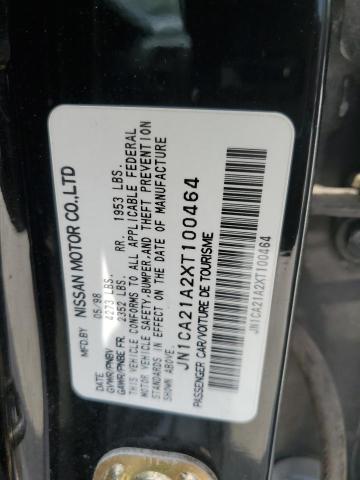 MFD.BY NISSAN MOTOR CO.,LTD
DATE 05/98
GVWR/PNBV 4273 LBS.
GAWR/PNBE FR. 2352 LBS. RR. 1953 LBS.
THIS VEHICLE CONFORMS TO ALL APPLICABLE FEDERAL
MOTOR VEHICLE SAFETY,BUMPER,AND THEFT PREVENTION
STANDARDS IN EFFECT ON THE DATE OF MANUFACTURE
SHOWN ABOVE.
JN1CA21A2XT100464
PASSENGER CAR/VOITURE DE TOURISME
JN1CA21A2XT100464